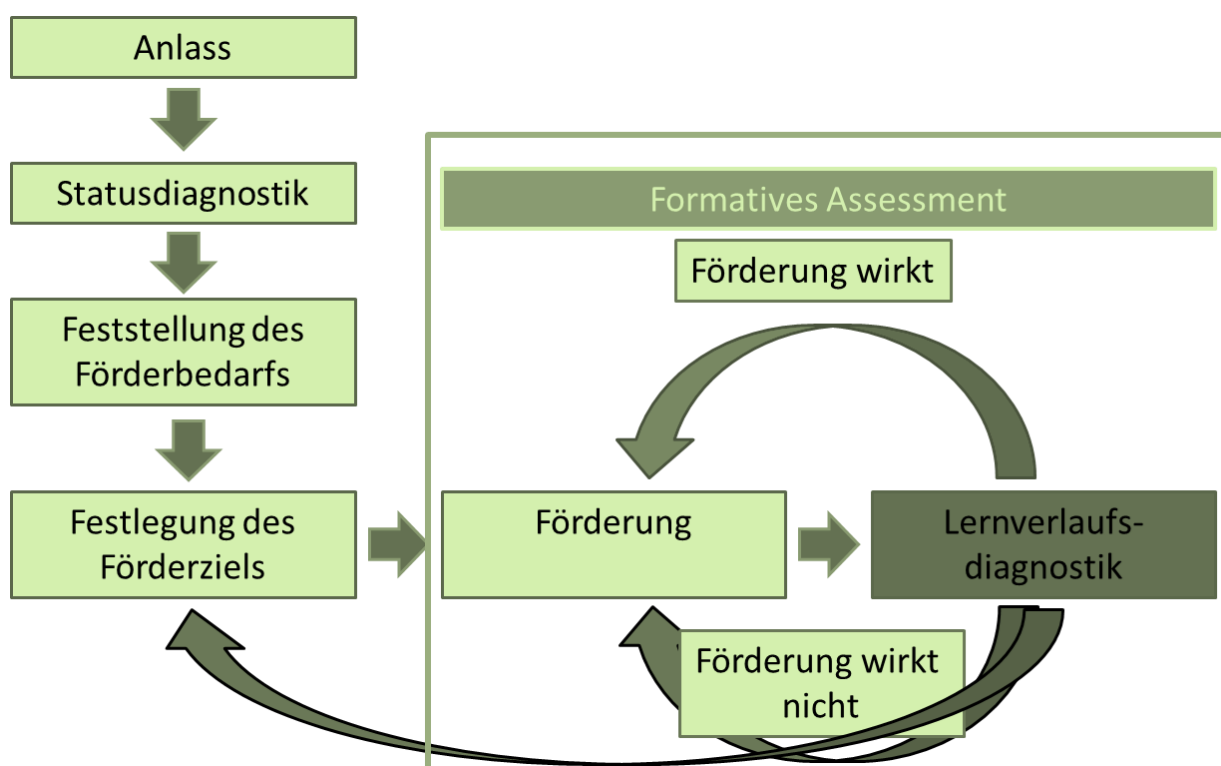 Anlass
Statusdiagnostik
Feststellung des
Förderbedarfs
Festlegung des
Förderziels
Formatives Assessment
Förderung wirkt
Förderung
Lernverlaufs-
diagnostik
Förderung wirkt
nicht